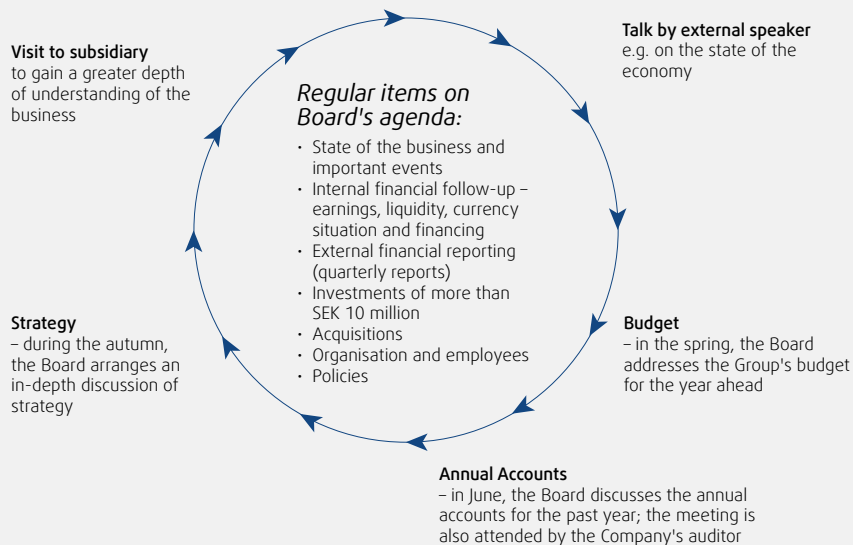 Visit to subsidiary
to gain a greater depth
of understanding of the
business
Talk by external speaker
e.g. on the state of the
economy
Regular items on
Board's agenda:
• State of the business and
important events
• Internal financial follow-up –
earnings, liquidity, currency
situation and financing
• External financial reporting
(quarterly reports)
• Investments of more than
SEK 10 million
• Acquisitions
• Organisation and employees
• Policies
Strategy
– during the autumn,
the Board arranges an
in-depth discussion of
strategy
Budget
– in the spring, the Board
addresses the Group's budget
for the year ahead
Annual Accounts
– in June, the Board discusses the annual
accounts for the past year; the meeting is
also attended by the Company's auditor